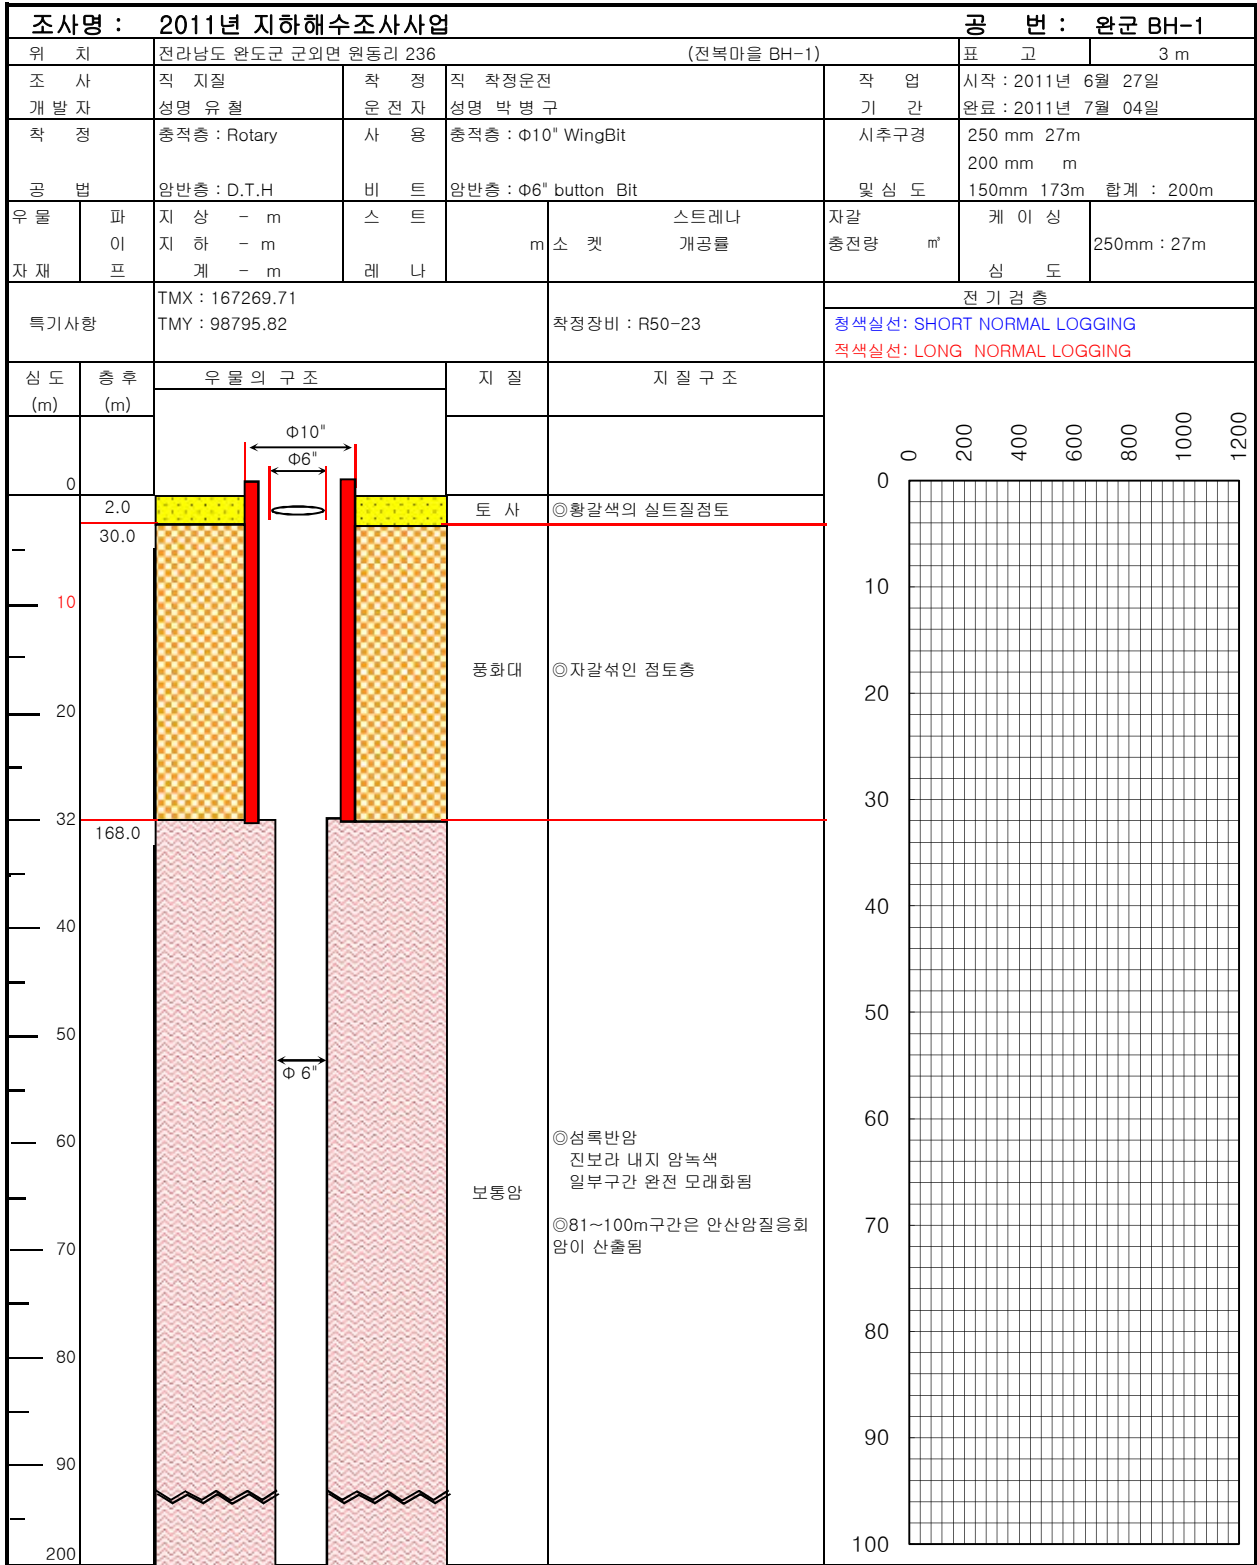 조사명 : 2011년 지하해수조사사업 공 번 : 완군 BH-1
위 치 전라남도 완도군 군외면 원동리 236 (전복마을 BH-1) 표 고 3 m
조 사 직 지질 착 정 직 착정운전 작 업 시작 : 2011년 6월 27일
개 발 자 성명 유 철 운 전 자 성명 박 병 구 기 간 완료 : 2011년 7월 04일
착 정 충적층 : Rotary 사 용 충적층 : Φ10" WingBit 시추구경 250 mm 27m
200 mm m
공 법 암반층 : D.T.H 비 트 암반층 : Φ6" button Bit 및 심 도 150mm 173m 합계 : 200m
우 물 파 지 상 - m 스 트 스트레나 자갈 케 이 싱
이 지 하 - m m 소 켓 개공률 충전량 ㎥ 250mm : 27m
자 재 프 계 - m 레 나 심 도
TMX : 167269.71 전 기 검 층
특기사항 TMY : 98795.82 착정장비 : R50-23 청색실선: SHORT NORMAL LOGGING
적색실선: LONG NORMAL LOGGING
심 도 층 후 우 물 의 구 조 지 질 지 질 구 조
(m) (m)
Φ10"
Φ6"
0 200 400 600 800 1000 1200
0 0
2.0 토 사 ◎황갈색의 실트질점토
30.0
10 10
풍화대 ◎자갈섞인 점토층
20 20
30
32
168.0
40 40
50 50
Φ 6"
60 60
◎섬록반암
진보라 내지 암녹색
일부구간 완전 모래화됨
보통암
◎81~100m구간은 안산암질응회
암이 산출됨
70 70
80 80
90 90
200 100